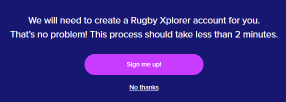 We will need to create a Rugby Xplorer account for you.
That's no problem! This process should take less than 2 minutes.
Sign me up!
No thanks